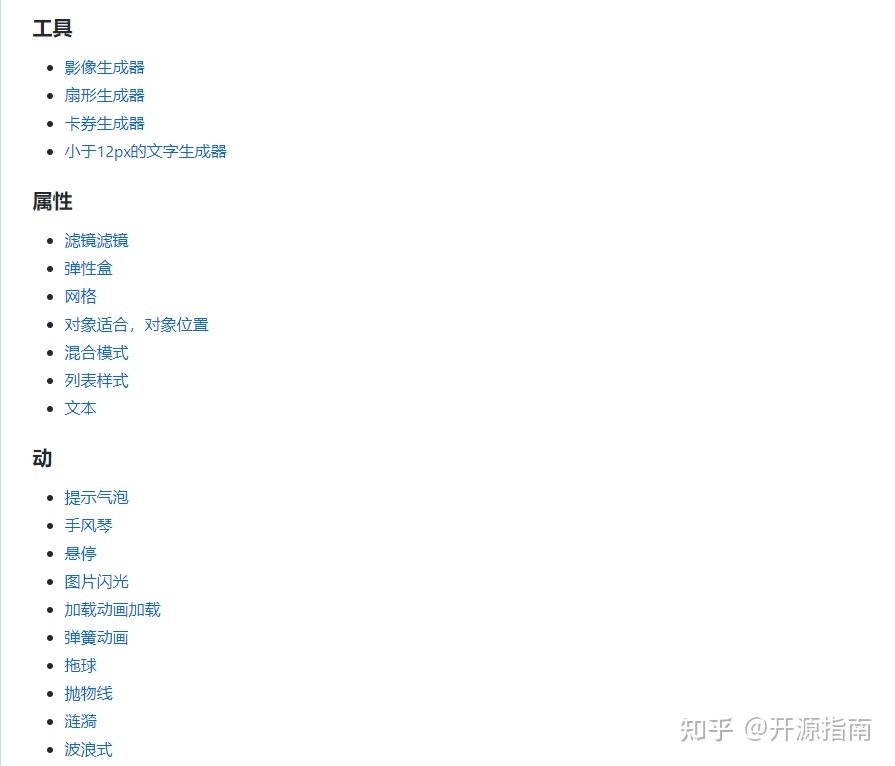 工具
影像生成器
扇形生成器
卡券生成器
小于12px的文字生成器
属性
滤镜滤镜
弹性盒
网格
对象适合，对象位置
混合模式
列表样式
文本
动
提示气泡
手风琴
悬停
图片闪光
加载动画加载
弹簧动画
拖球
抛物线
涟漪
波浪式
知乎 @开源指南